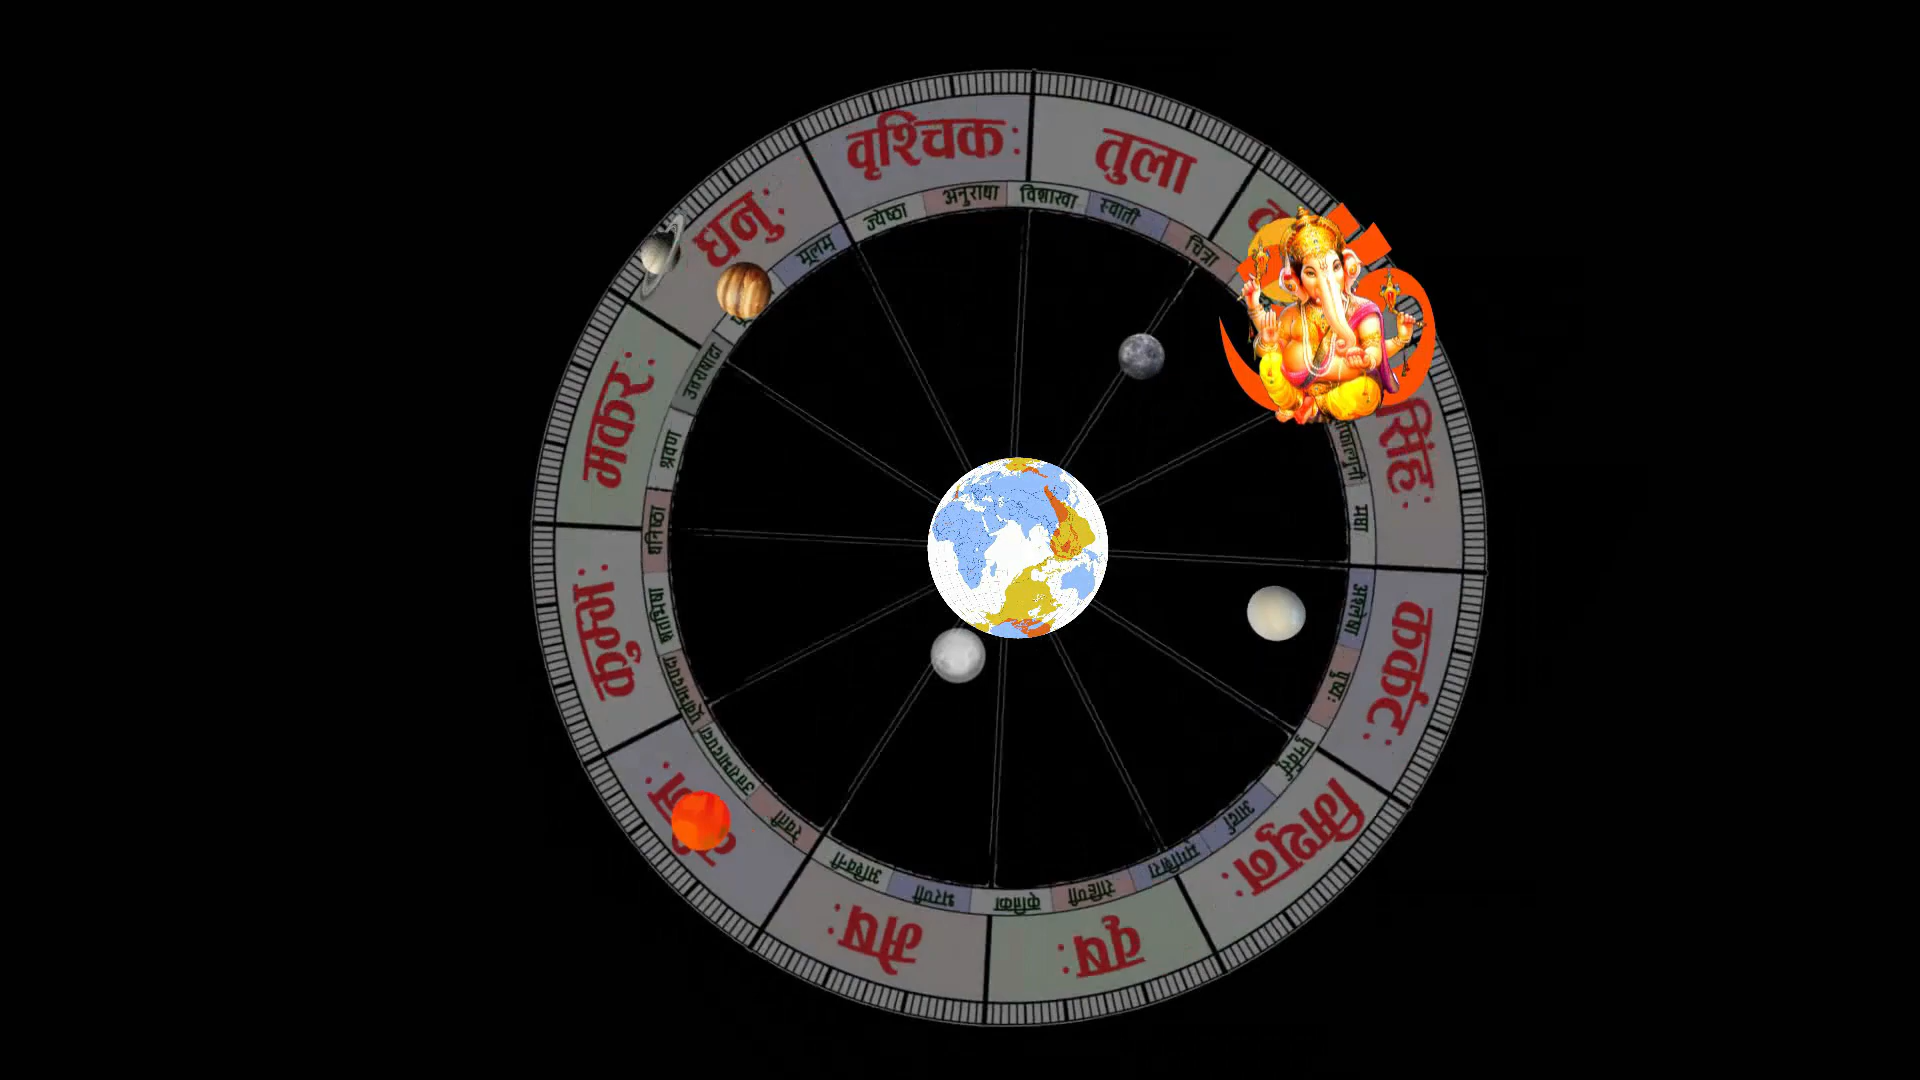 वृश्चिक:
तुला
धनु:
मकर:
कुम्भ:
मेष:
वृष:
मिथुन:
कर्कट:
सिंह:
मूलम्
ज्येष्ठा
अनुराधा
विशाखा
स्वाती
चित्रा
मघा
अश्लेषा
पुष्य:
पुनर्वसु
आर्द्रा
मृगशिरा
रोहिणी
कृत्तिका
भरणी
अश्विनी
रेवती
उत्तराभाद्रपदा
पूर्वाभाद्रपदा
शतभिषा
धनिष्ठा
श्रवण
उत्तराषाढा